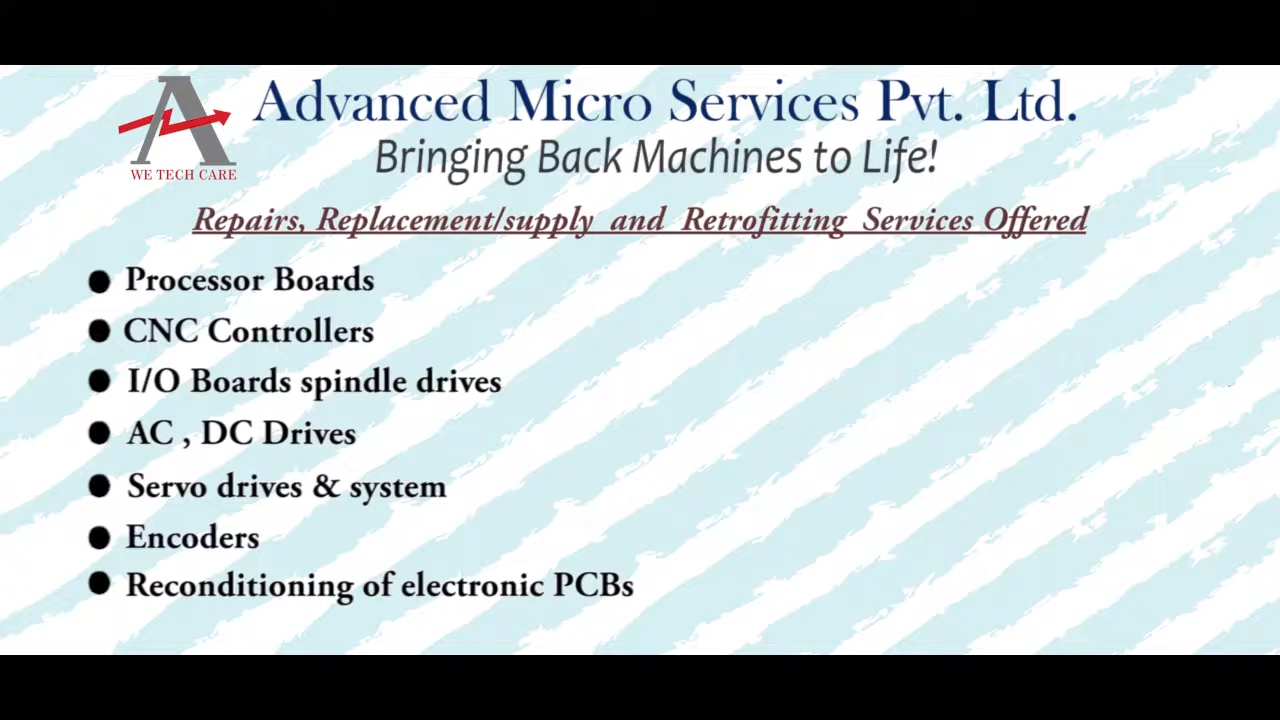 Advanced Micro Services Pvt. Ltd.
Bringing Back Machines to Life!
WE TECH CARE
Repairs, Replacement/supply and Retrofitting Services Offered
Processor Boards
CNC Controllers
I/O Boards spindle drives
AC , DC Drives
Servo drives & system
Encoders
Reconditioning of electronic PCBs